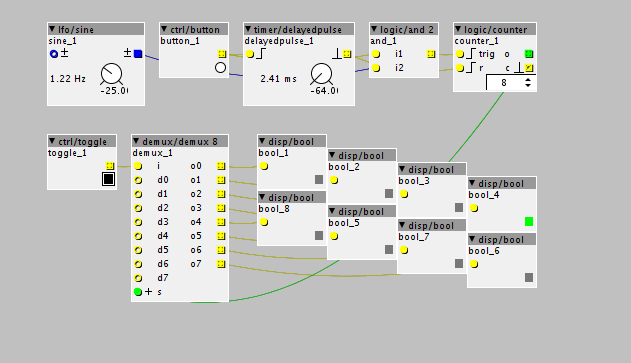 lfo/sine
sine_1
± ±
1.22 Hz
-25.0(
ctrl/button
button_1
timer/delayedpulse
delayedpulse_1
2.41 ms
-64.0(
logic/and 2
and_1
i1
i2
logic/counter
counter_1
trig o
r c
8
ctrl/toggle
toggle_1
demux/demux 8
demux_1
i o0
d0 o1
d1 o2
d2 o3
d3 o4
d4 o5
d5 o6
d6 o7
d7
+ s
disp/bool
bool_1
disp/bool
bool_2
disp/bool
bool_3
disp/bool
bool_4
disp/bool
bool_8
disp/bool
bool_5
disp/bool
bool_7
disp/bool
bool_6